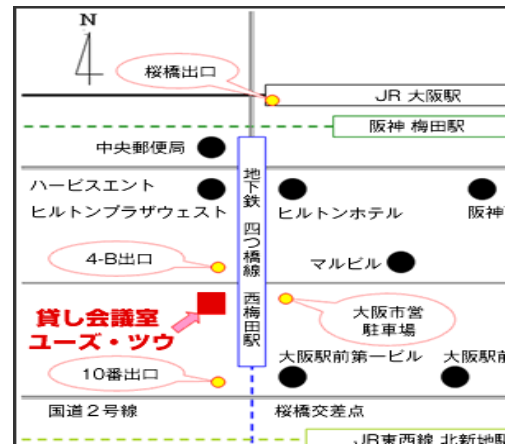 N
桜橋出口
JR 大阪駅
阪神 梅田駅
中央郵便局
ハービスエント
ヒルトンプラザウェスト
地下鉄 四つ橋線 西梅田駅
ヒルトンホテル
阪神
4-B出口
マルビル
貸し会議室
ユーズ・ツウ
大阪市営
駐車場
大阪駅前第一ビル
大阪駅前
10番出口
国道2号線
桜橋交差点
JR東西線 北新地駅